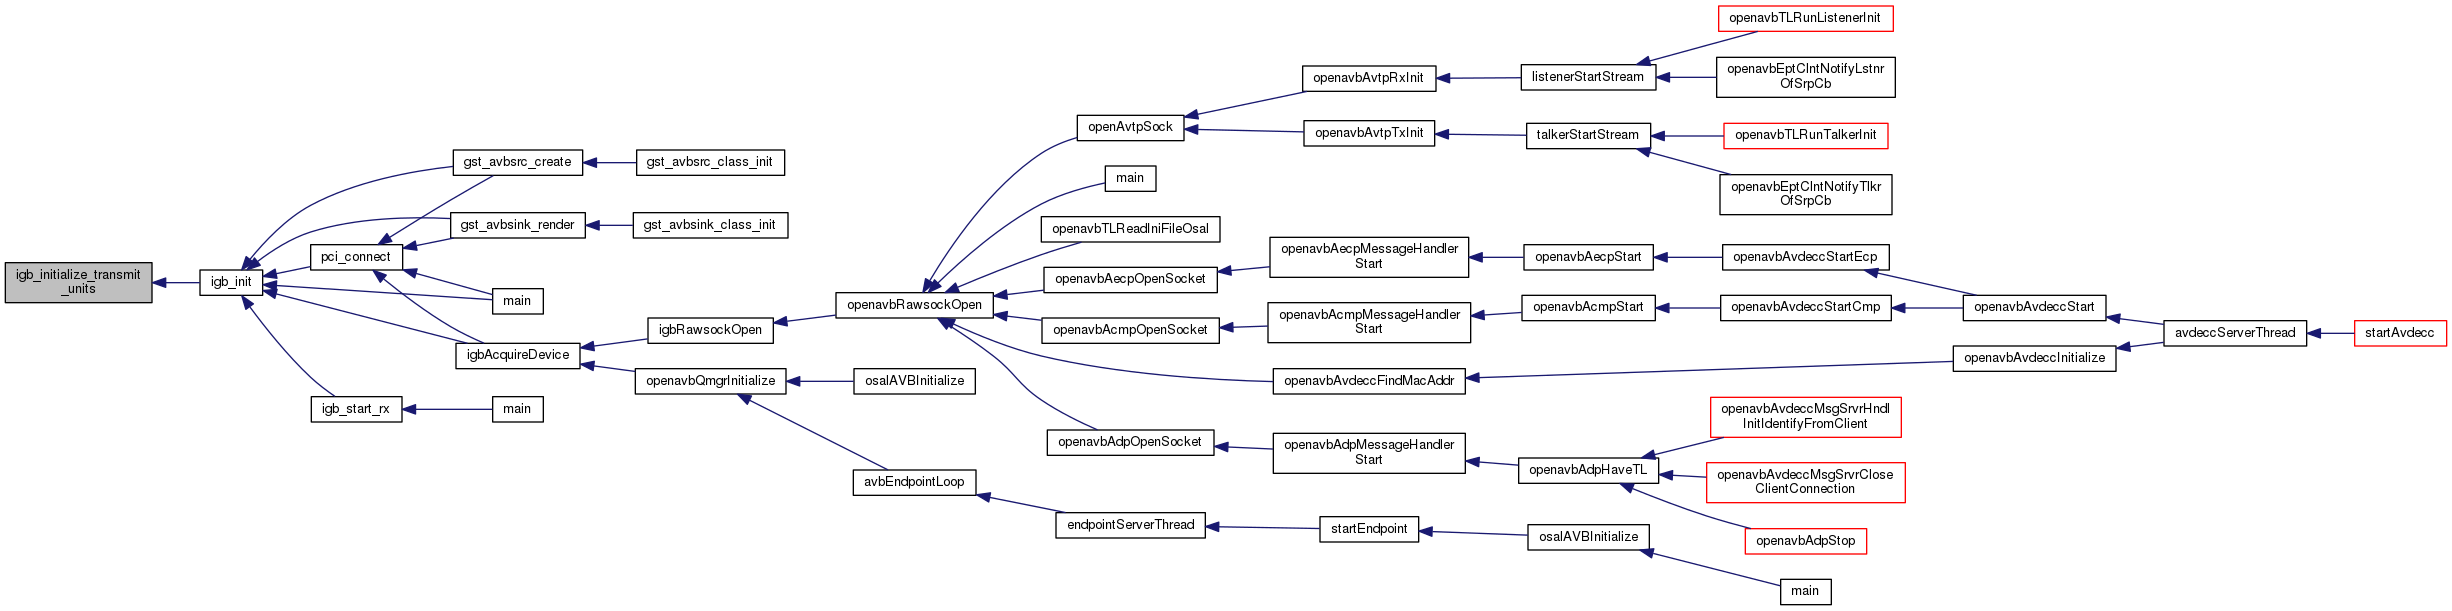 igb_initialize_transmit
_units
igb_init
gst_avbsrc_create
gst_avbsrc_class_init
gst_avbsink_render
gst_avbsink_class_init
pci_connect
main
igbAcquireDevice
igb_start_rx
main
igbRawsockOpen
openavbQmgrInitialize
osalAVBInitialize
avbEndpointLoop
openavbRawsockOpen
openAvtpSock
main
openavbTLReadIniFileOsal
openavbAecpOpenSocket
openavbAcmpOpenSocket
openavbAvdeccFindMacAddr
openavbAdpOpenSocket
endpointServerThread
openavbAvtpRxInit
openavbAvtpTxInit
openavbAecpMessageHandler
Start
openavbAcmpMessageHandler
Start
openavbAdpMessageHandler
Start
startEndpoint
listenerStartStream
talkerStartStream
openavbAecpStart
openavbAcmpStart
openavbAdpHaveTL
osalAVBInitialize
openavbTLRunListenerInit
openavbEptClntNotifyLstnr
OfSrpCb
openavbTLRunTalkerInit
openavbEptClntNotifyTlkr
OfSrpCb
openavbAvdeccStartEcp
openavbAvdeccStartCmp
openavbAvdeccMsgSrvrHndl
InitIdentifyFromClient
openavbAvdeccMsgSrvrClose
ClientConnection
openavbAdpStop
main
openavbAvdeccStart
openavbAvdeccInitialize
avdeccServerThread
startAvdecc